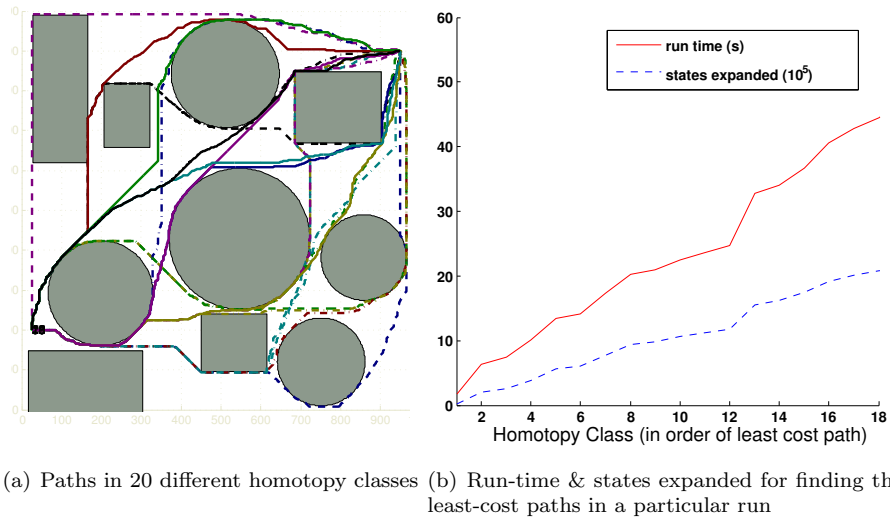 0
100
200
300
400
500
600
700
800
900
60
50
40
30
20
10
0
run time (s)
states expanded (10^5)
2 4 6 8 10 12 14 16 18
Homotopy Class (in order of least cost path)
(a) Paths in 20 different homotopy classes
(b) Run-time & states expanded for finding th
least-cost paths in a particular run